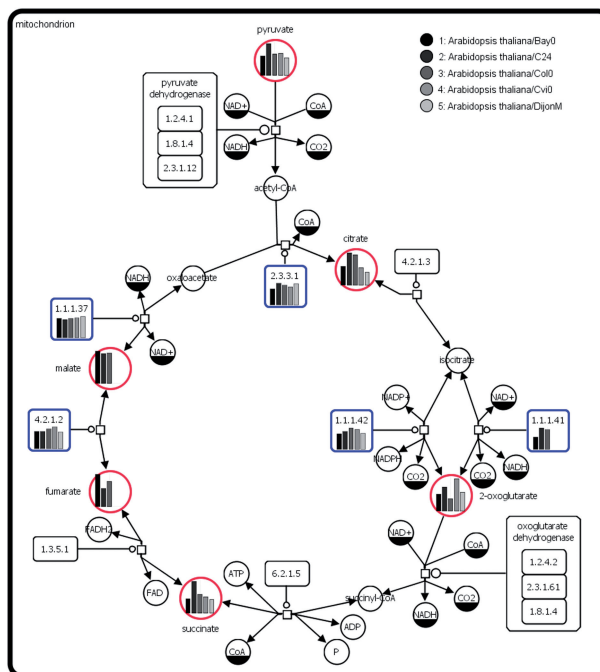 mitochondrion
pyruvate
1: Arabidopsis thaliana/Bay0
2: Arabidopsis thaliana/C24
3: Arabidopsis thaliana/Col0
4: Arabidopsis thaliana/Cvi0
5: Arabidopsis thaliana/DijonM
pyruvate
dehydrogenase
1.2.4.1
1.8.1.4
2.3.1.12
NAD+
CoA
NADH
CO2
acetyl-CoA
CoA
citrate
4.2.1.3
oxaloacetate
2.3.3.1
NADH
1.1.1.37
NAD+
malate
isocitrate
NADP+
NAD+
4.2.1.2
1.1.1.42
1.1.1.41
NADPH
CO2
CO2
NADH
fumarate
2-oxoglutarate
FADH2
NAD+
CoA
oxoglutarate
dehydrogenase
1.3.5.1
1.2.4.2
2.3.1.61
1.8.1.4
FAD
ATP
6.2.1.5
succinyl-CoA
CO2
NADH
succinate
ADP
CoA
P